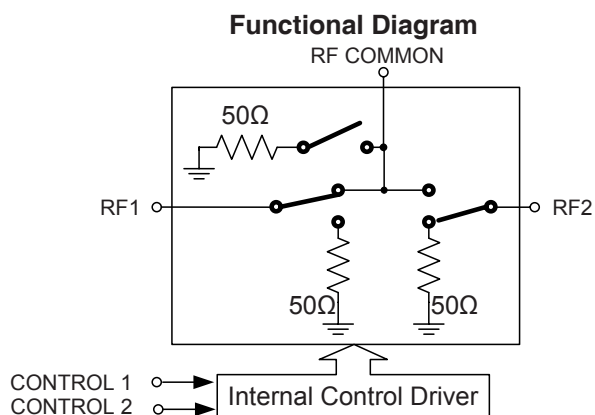 Functional Diagram
RF COMMON
50Ω
RF1
RF2
50Ω
50Ω
CONTROL 1
CONTROL 2
Internal Control Driver